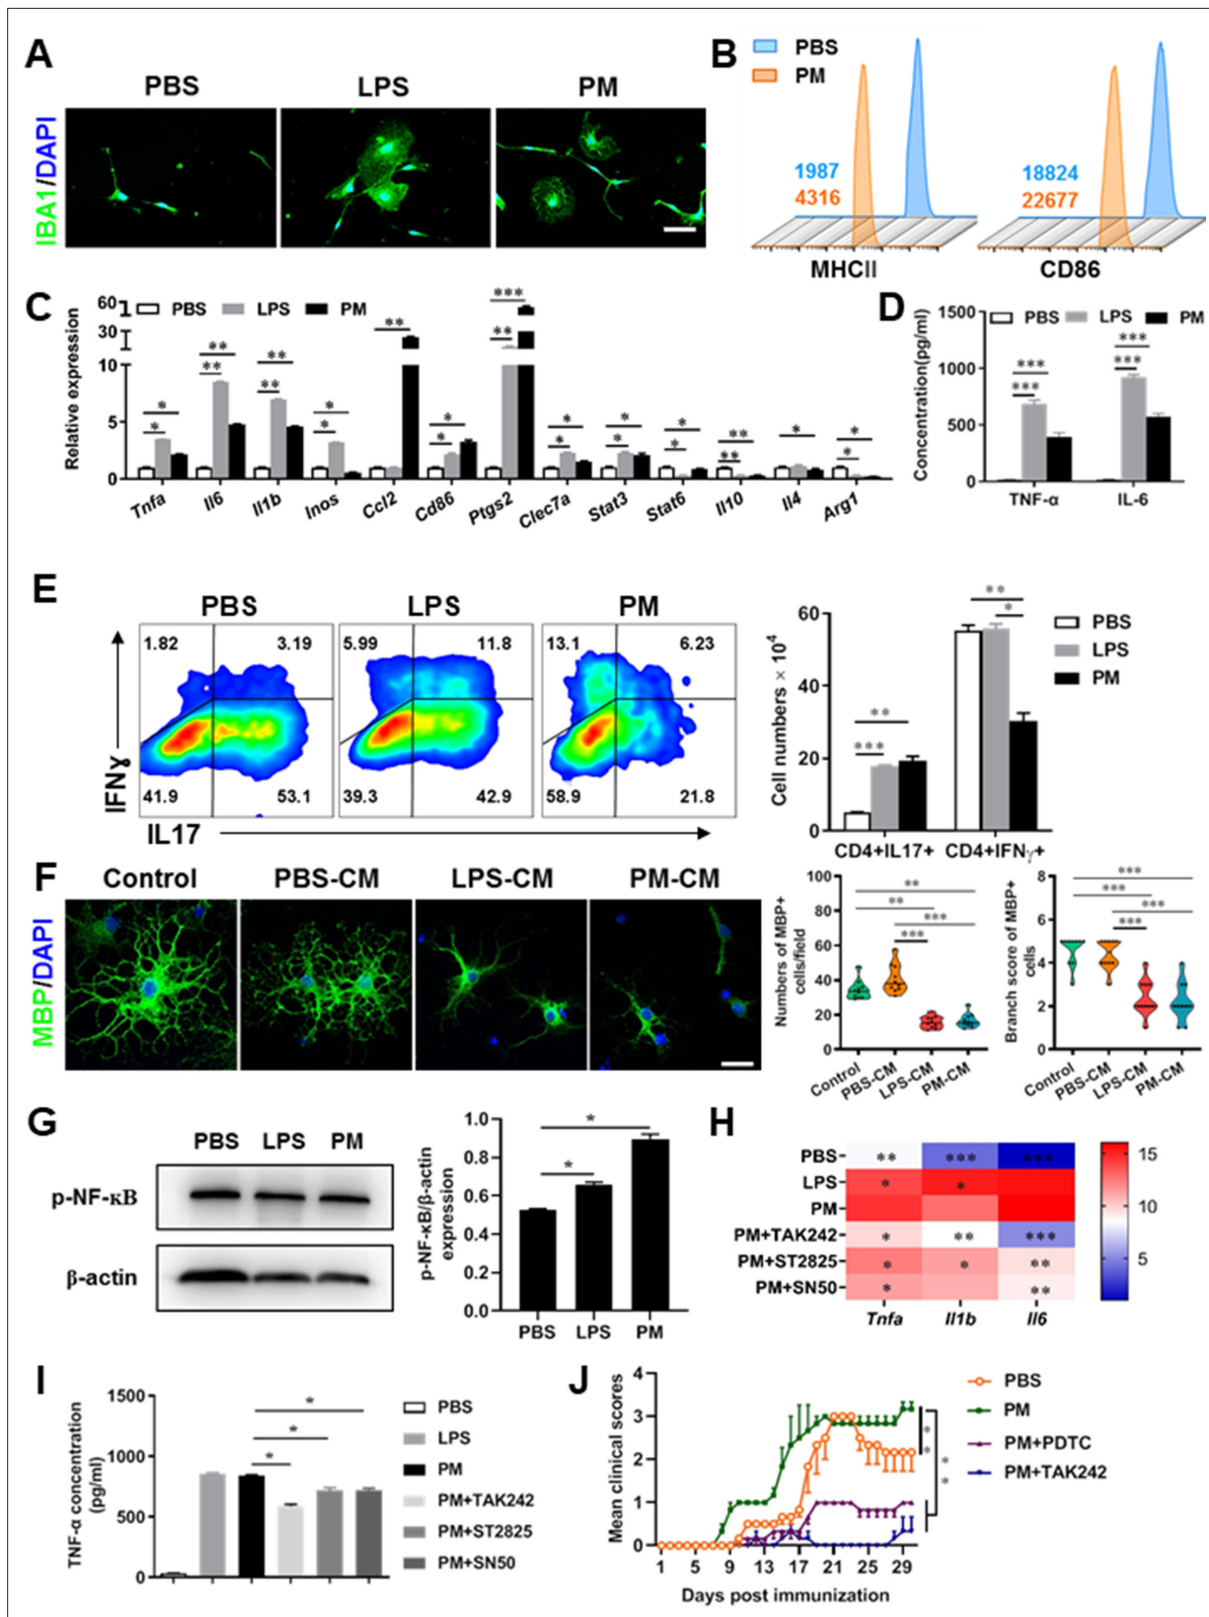 A
PBS
LPS
PM
IBA1/DAPI
B
PBS
PM
1987
4316
MHCII
18824
22677
CD86
C
PBS LPS PM
Relative expression
60
30
10
5
0
** ***
** ** **
** ** **
* * * * * * ** * *
* * * * * * ** *
Tnfa Il6 Il1b Inos Ccl2 Cd86 Ptgs2 Clec7a Stat3 Stat6 Il10 Il4 Arg1
D
PBS LPS PM
Concentration(pg/ml)
1500
1000
500
0
*** ***
*** ***
TNF-α IL-6
E
PBS LPS PM
1.82 3.19 5.99 11.8 13.1 6.23
41.9 53.1 39.3 42.9 58.9 21.8
IFNγ
IL17
Cell numbers × 10⁴
60
40
20
0
**
***
**
*
PBS
LPS
PM
CD4+IL17+ CD4+IFNγ+
F
Control PBS-CM LPS-CM PM-CM
MBP/DAPI
Numbers of MBP+
cells/field
100
80
60
40
20
0
**
**
***
***
Control PBS-CM LPS-CM PM-CM
Branch score of MBP+
cells
8
6
4
2
0
***
***
***
***
Control PBS-CM LPS-CM PM-CM
G
PBS LPS PM
p-NF-κB
β-actin
p-NF-κB/β-actin
expression
1.0
0.8
0.6
0.4
0.2
0.0
*
*
PBS LPS PM
H
PBS ** *** ***
LPS * *
PM
PM+TAK242 * ** ***
PM+ST2825 * * **
PM+SN50 * **
Tnfa Il1b Il6
15
10
5
I
TNF-α concentration
(pg/ml)
1500
1000
500
0
*
*
*
PBS
LPS
PM
PM+TAK242
PM+ST2825
PM+SN50
J
Mean clinical scores
4
3
2
1
0
1 5 9 13 17 21 25 29
Days post immunization
PBS
PM
PM+PDTC
PM+TAK242
**
**